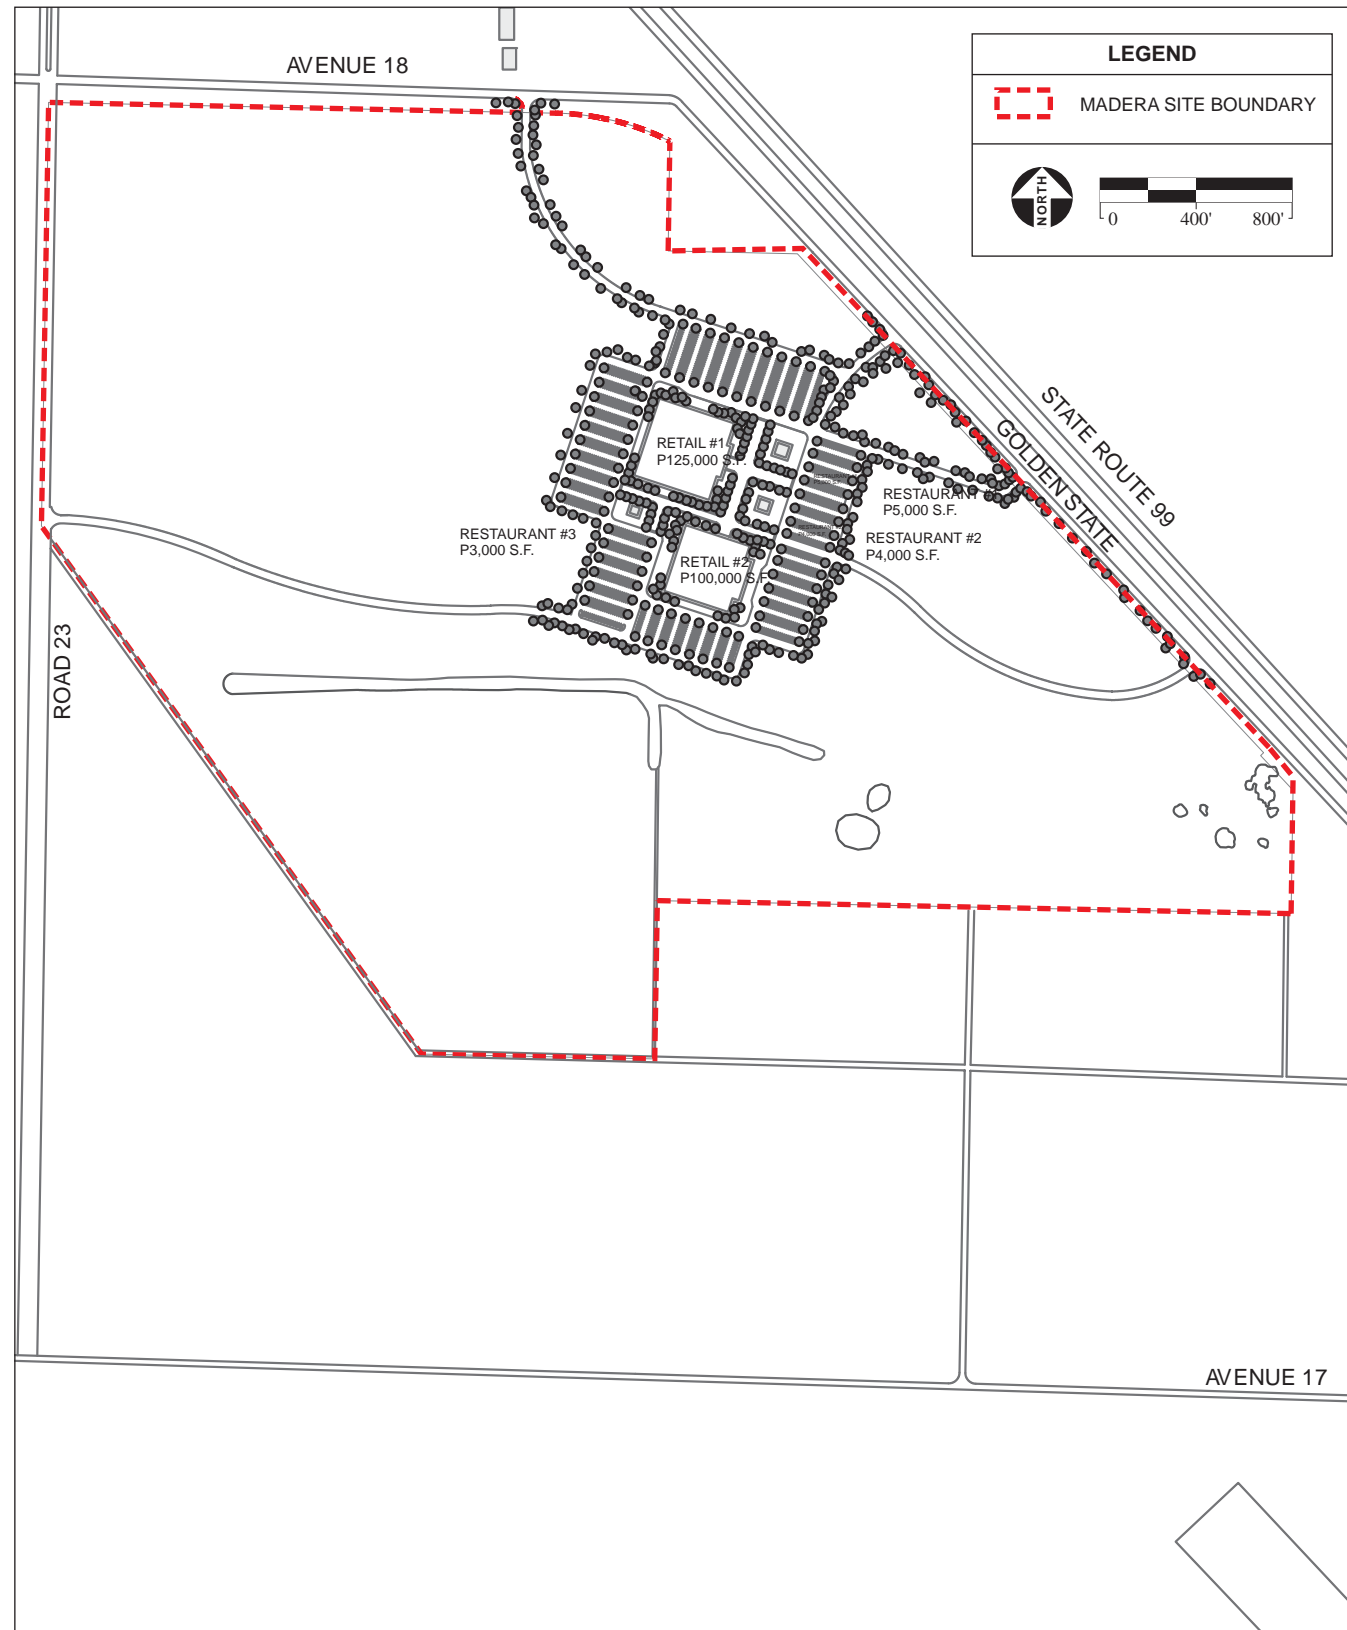 AVENUE 18
LEGEND
MADERA SITE BOUNDARY
NORTH
0 400' 800'
STATE ROUTE 99
GOLDEN STATE
RETAIL #1
P125,000 S.F.
RESTAURANT
P5,000 S.F.
RESTAURANT #3
P3,000 S.F.
RESTAURANT #2
P4,000 S.F.
RETAIL #2
P100,000 S.F.
RESTAURANT
RESTAURANT
ROAD 23
AVENUE 17